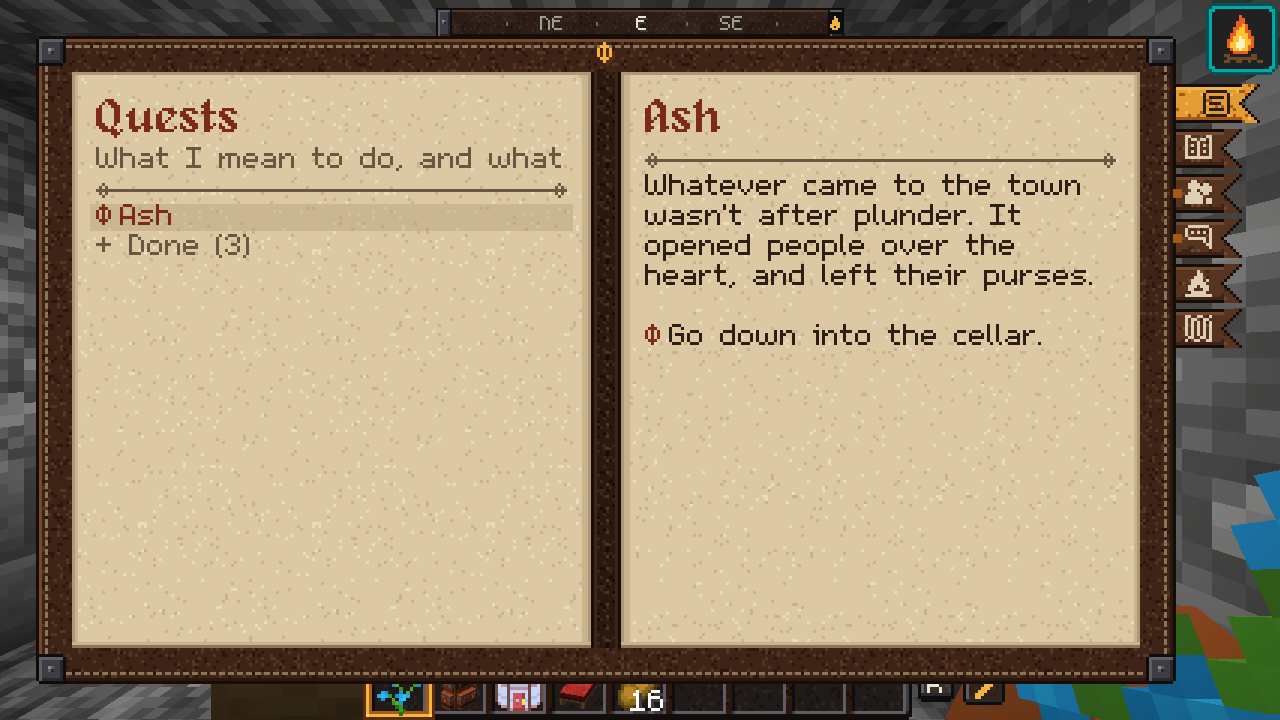 NE E SE
Quests
What I mean to do, and what
Ash
+ Done (3)
Ash
Whatever came to the town
wasn't after plunder. It
opened people over the
heart, and left their purses.
Go down into the cellar.
16